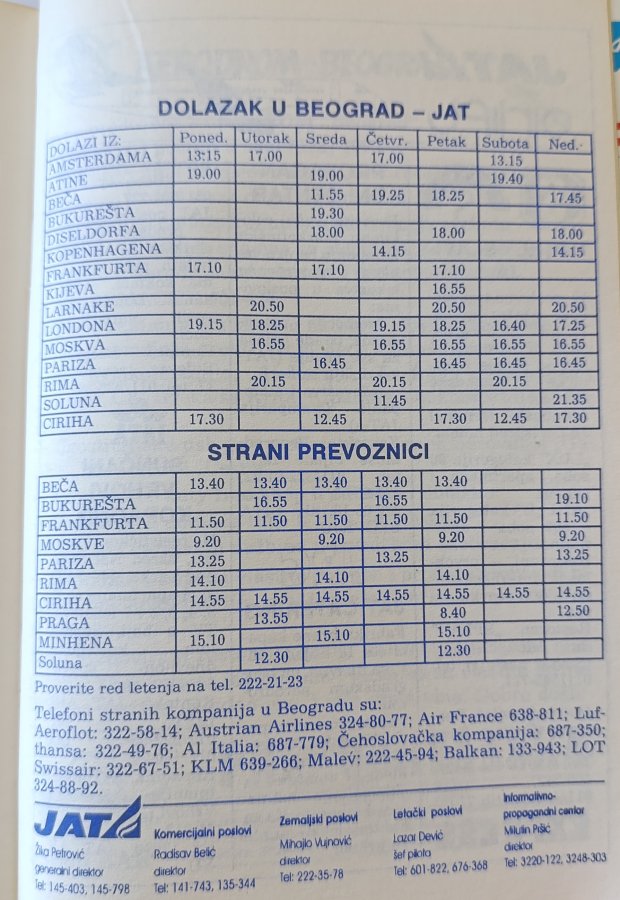 DOLAZAK U BEOGRAD – JAT
DOLAZI IZ: Poned. Utorak Sreda Četvr. Petak Subota Ned.
AMSTERDAMA 13:15 17.00 17.00 13.15
ATINE 19.00 19.00 19.40
BEČA 11.55 19.25 18.25 17.45
BUKUREŠTA 19.30
DISELDORFA 18.00 18.00 18.00
KOPENHAGENA 14.15 14.15
FRANKFURTA 17.10 17.10 17.10
KIJEVA 16.55
LARNAKE 20.50 20.50 20.50
LONDONA 19.15 18.25 19.15 18.25 16.40 17.25
MOSKVA 16.55 16.55 16.55 16.55 16.55
PARIZA 16.45 16.45 16.45 16.45
RIMA 20.15 20.15 20.15
SOLUNA 11.45 21.35
CIRIHA 17.30 12.45 17.30 12.45 17.30
STRANI PREVOZNICI
BEČA 13.40 13.40 13.40 13.40 13.40
BUKUREŠTA 16.55 16.55 19.10
FRANKFURTA 11.50 11.50 11.50 11.50 11.50 11.50
MOSKVE 9.20 9.20 9.20 9.20
PARIZA 13.25 13.25 13.25
RIMA 14.10 14.10 14.10
CIRIHA 14.55 14.55 14.55 14.55 14.55 14.55 14.55
PRAGA 13.55 8.40 12.50
MINHENA 15.10 15.10 15.10
Soluna 12.30 12.30
Proverite red letenja na tel. 222-21-23
Telefoni stranih kompanija u Beogradu su:
Aeroflot: 322-58-14; Austrian Airlines 324-80-77; Air France 638-811; Luf-
thansa: 322-49-76; Al Italia: 687-779; Čehoslovačka kompanija: 687-350;
Swissair: 322-67-51; KLM 639-266; Malev: 222-45-94; Balkan: 133-943; LOT
324-88-92.
JAT
Žika Petrović
generalni direktor
Tel: 145-403, 145-798
Komercijalni poslovi
Radisav Belić
direktor
Tel: 141-743, 135-344
Zemaljski poslovi
Mihajlo Vujnović
direktor
Tel: 222-35-78
Letački poslovi
Lazar Dević
šef pilota
Tel: 601-822, 676-368
Informativno-
propagandni centar
Milutin Pišić
direktor
Tel: 3220-122, 3248-303